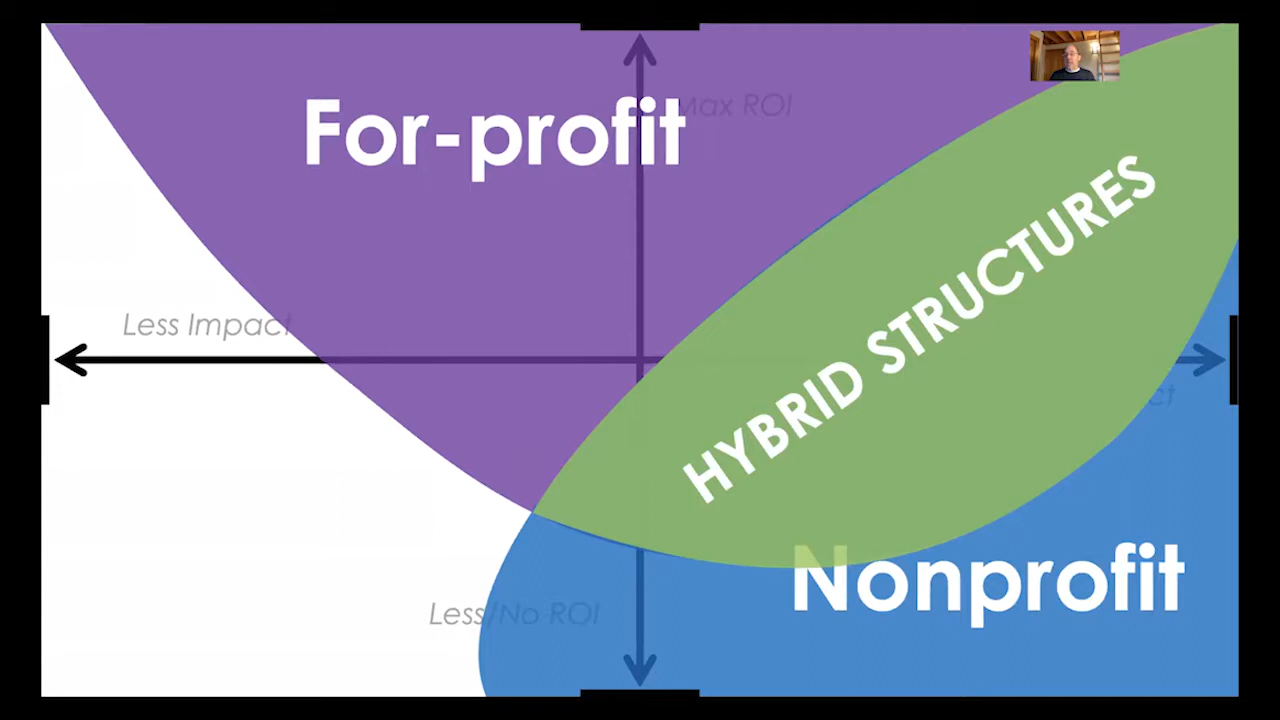 For-profit
Max ROI
HYBRID STRUCTURES
Less Impact
Nonprofit
Less/No ROI